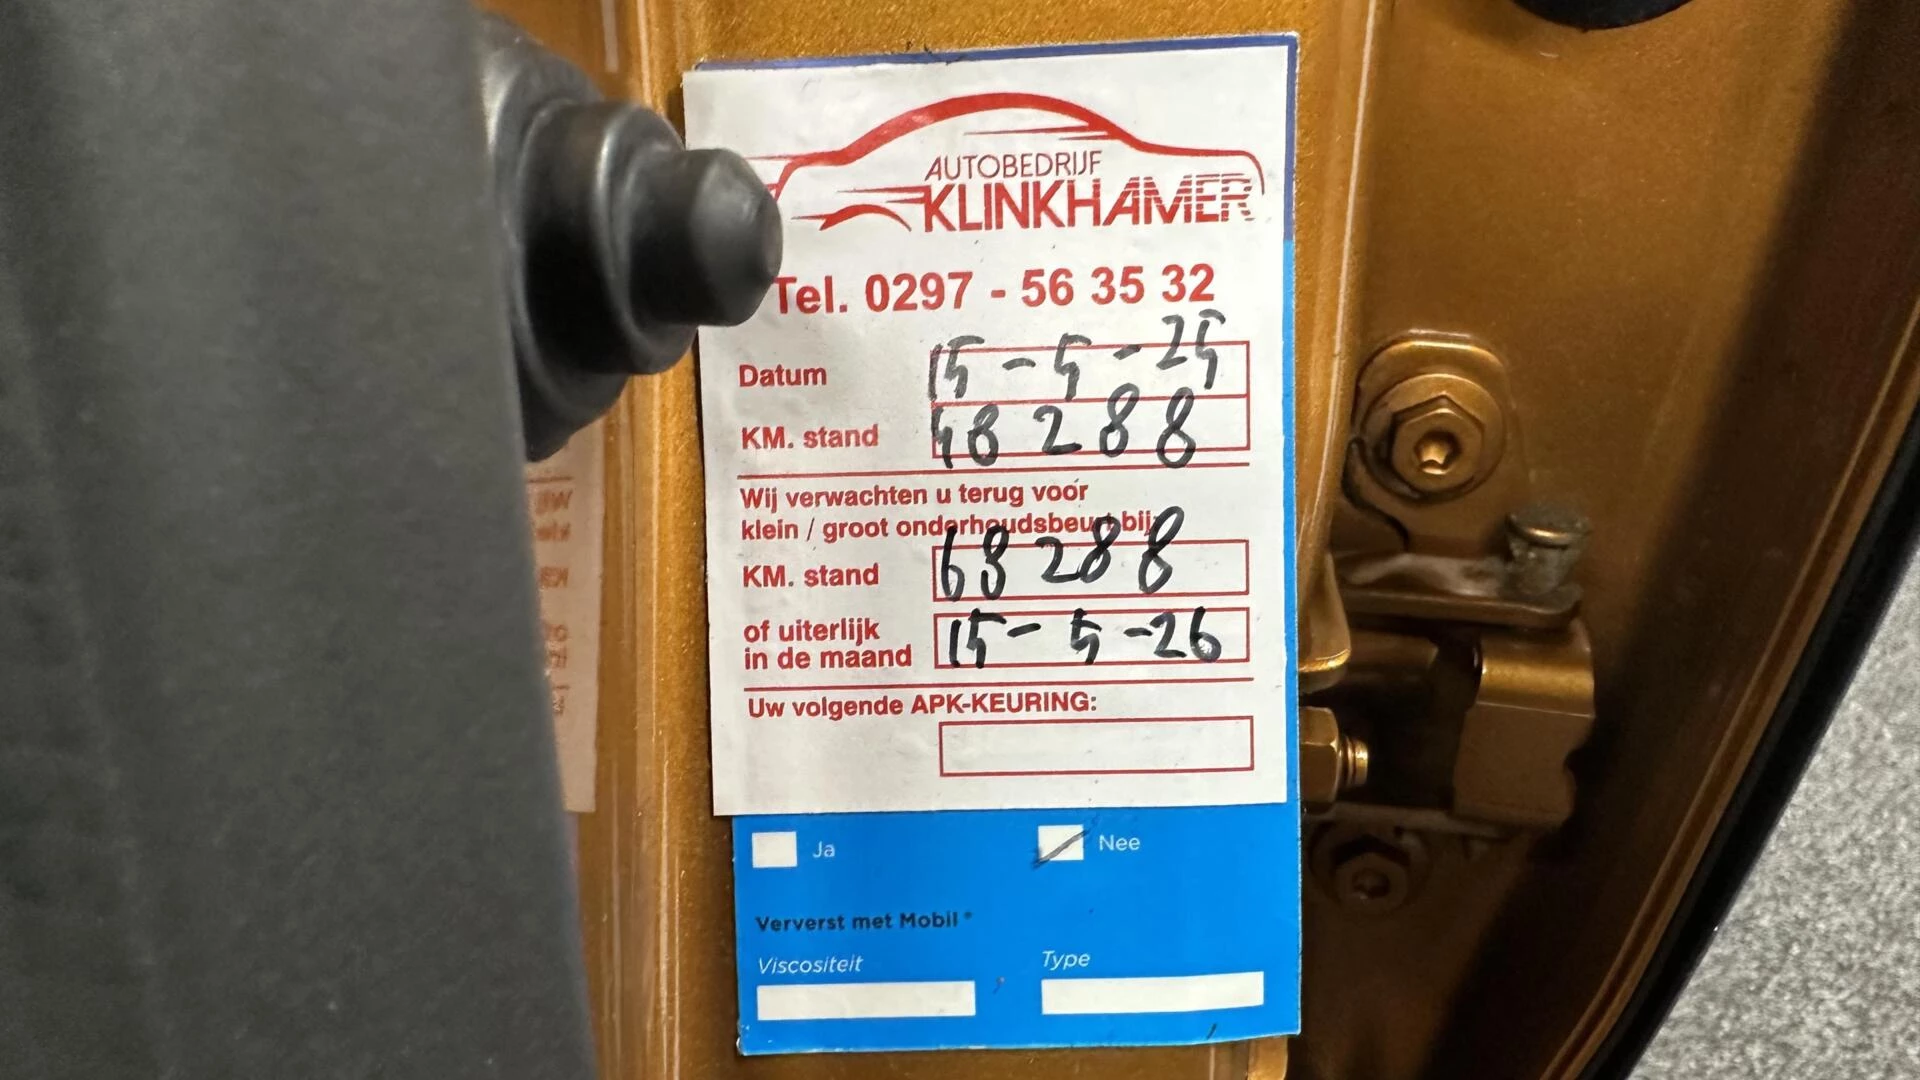 AUTOBEDRIJF
KLINKHAMER
Tel. 0297 - 56 35 32
Datum 15-5-25
KM. stand 48288
Wij verwachten u terug voor
klein / groot onderhoudsbeurt bij:
KM. stand 68288
of uiterlijk
in de maand 15-5-26
Uw volgende APK-KEURING:
Ja Nee
Ververst met Mobil®
Viscositeit Type